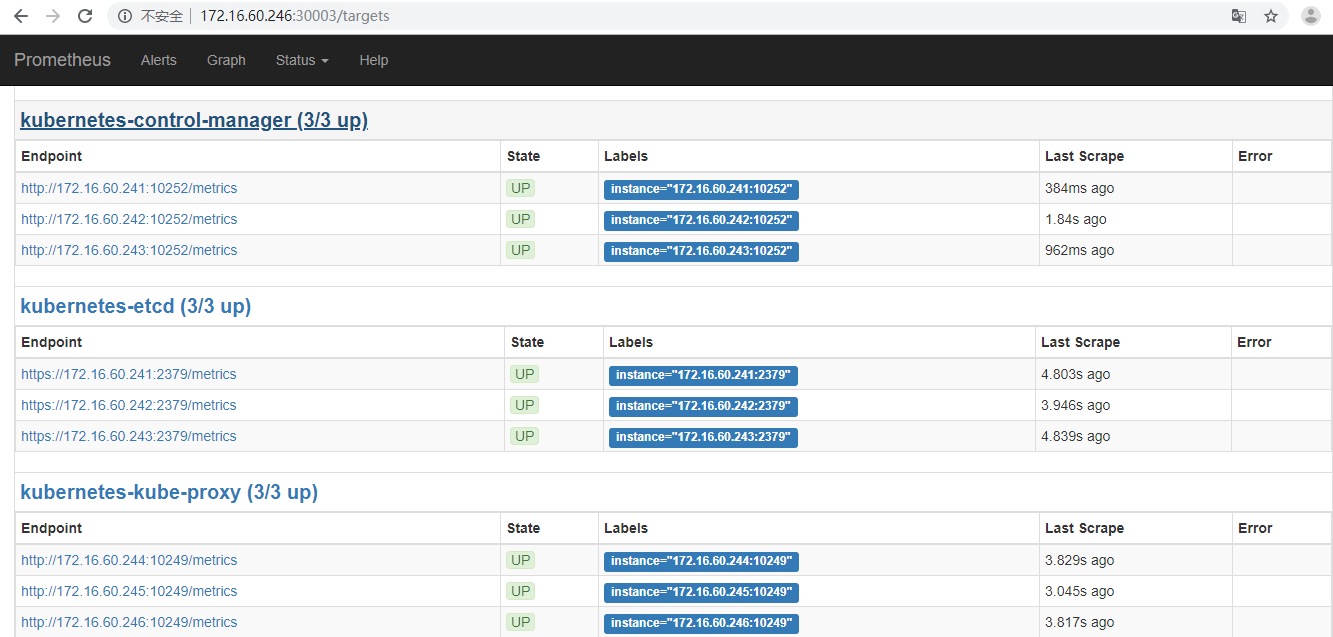 不安全 172.16.60.246:30003/targets
Prometheus Alerts Graph Status Help
kubernetes-control-manager (3/3 up)
Endpoint State Labels Last Scrape Error
http://172.16.60.241:10252/metrics UP instance="172.16.60.241:10252" 384ms ago
http://172.16.60.242:10252/metrics UP instance="172.16.60.242:10252" 1.84s ago
http://172.16.60.243:10252/metrics UP instance="172.16.60.243:10252" 962ms ago
kubernetes-etcd (3/3 up)
Endpoint State Labels Last Scrape Error
https://172.16.60.241:2379/metrics UP instance="172.16.60.241:2379" 4.803s ago
https://172.16.60.242:2379/metrics UP instance="172.16.60.242:2379" 3.946s ago
https://172.16.60.243:2379/metrics UP instance="172.16.60.243:2379" 4.839s ago
kubernetes-kube-proxy (3/3 up)
Endpoint State Labels Last Scrape Error
http://172.16.60.244:10249/metrics UP instance="172.16.60.244:10249" 3.829s ago
http://172.16.60.245:10249/metrics UP instance="172.16.60.245:10249" 3.045s ago
http://172.16.60.246:10249/metrics UP instance="172.16.60.246:10249" 3.817s ago